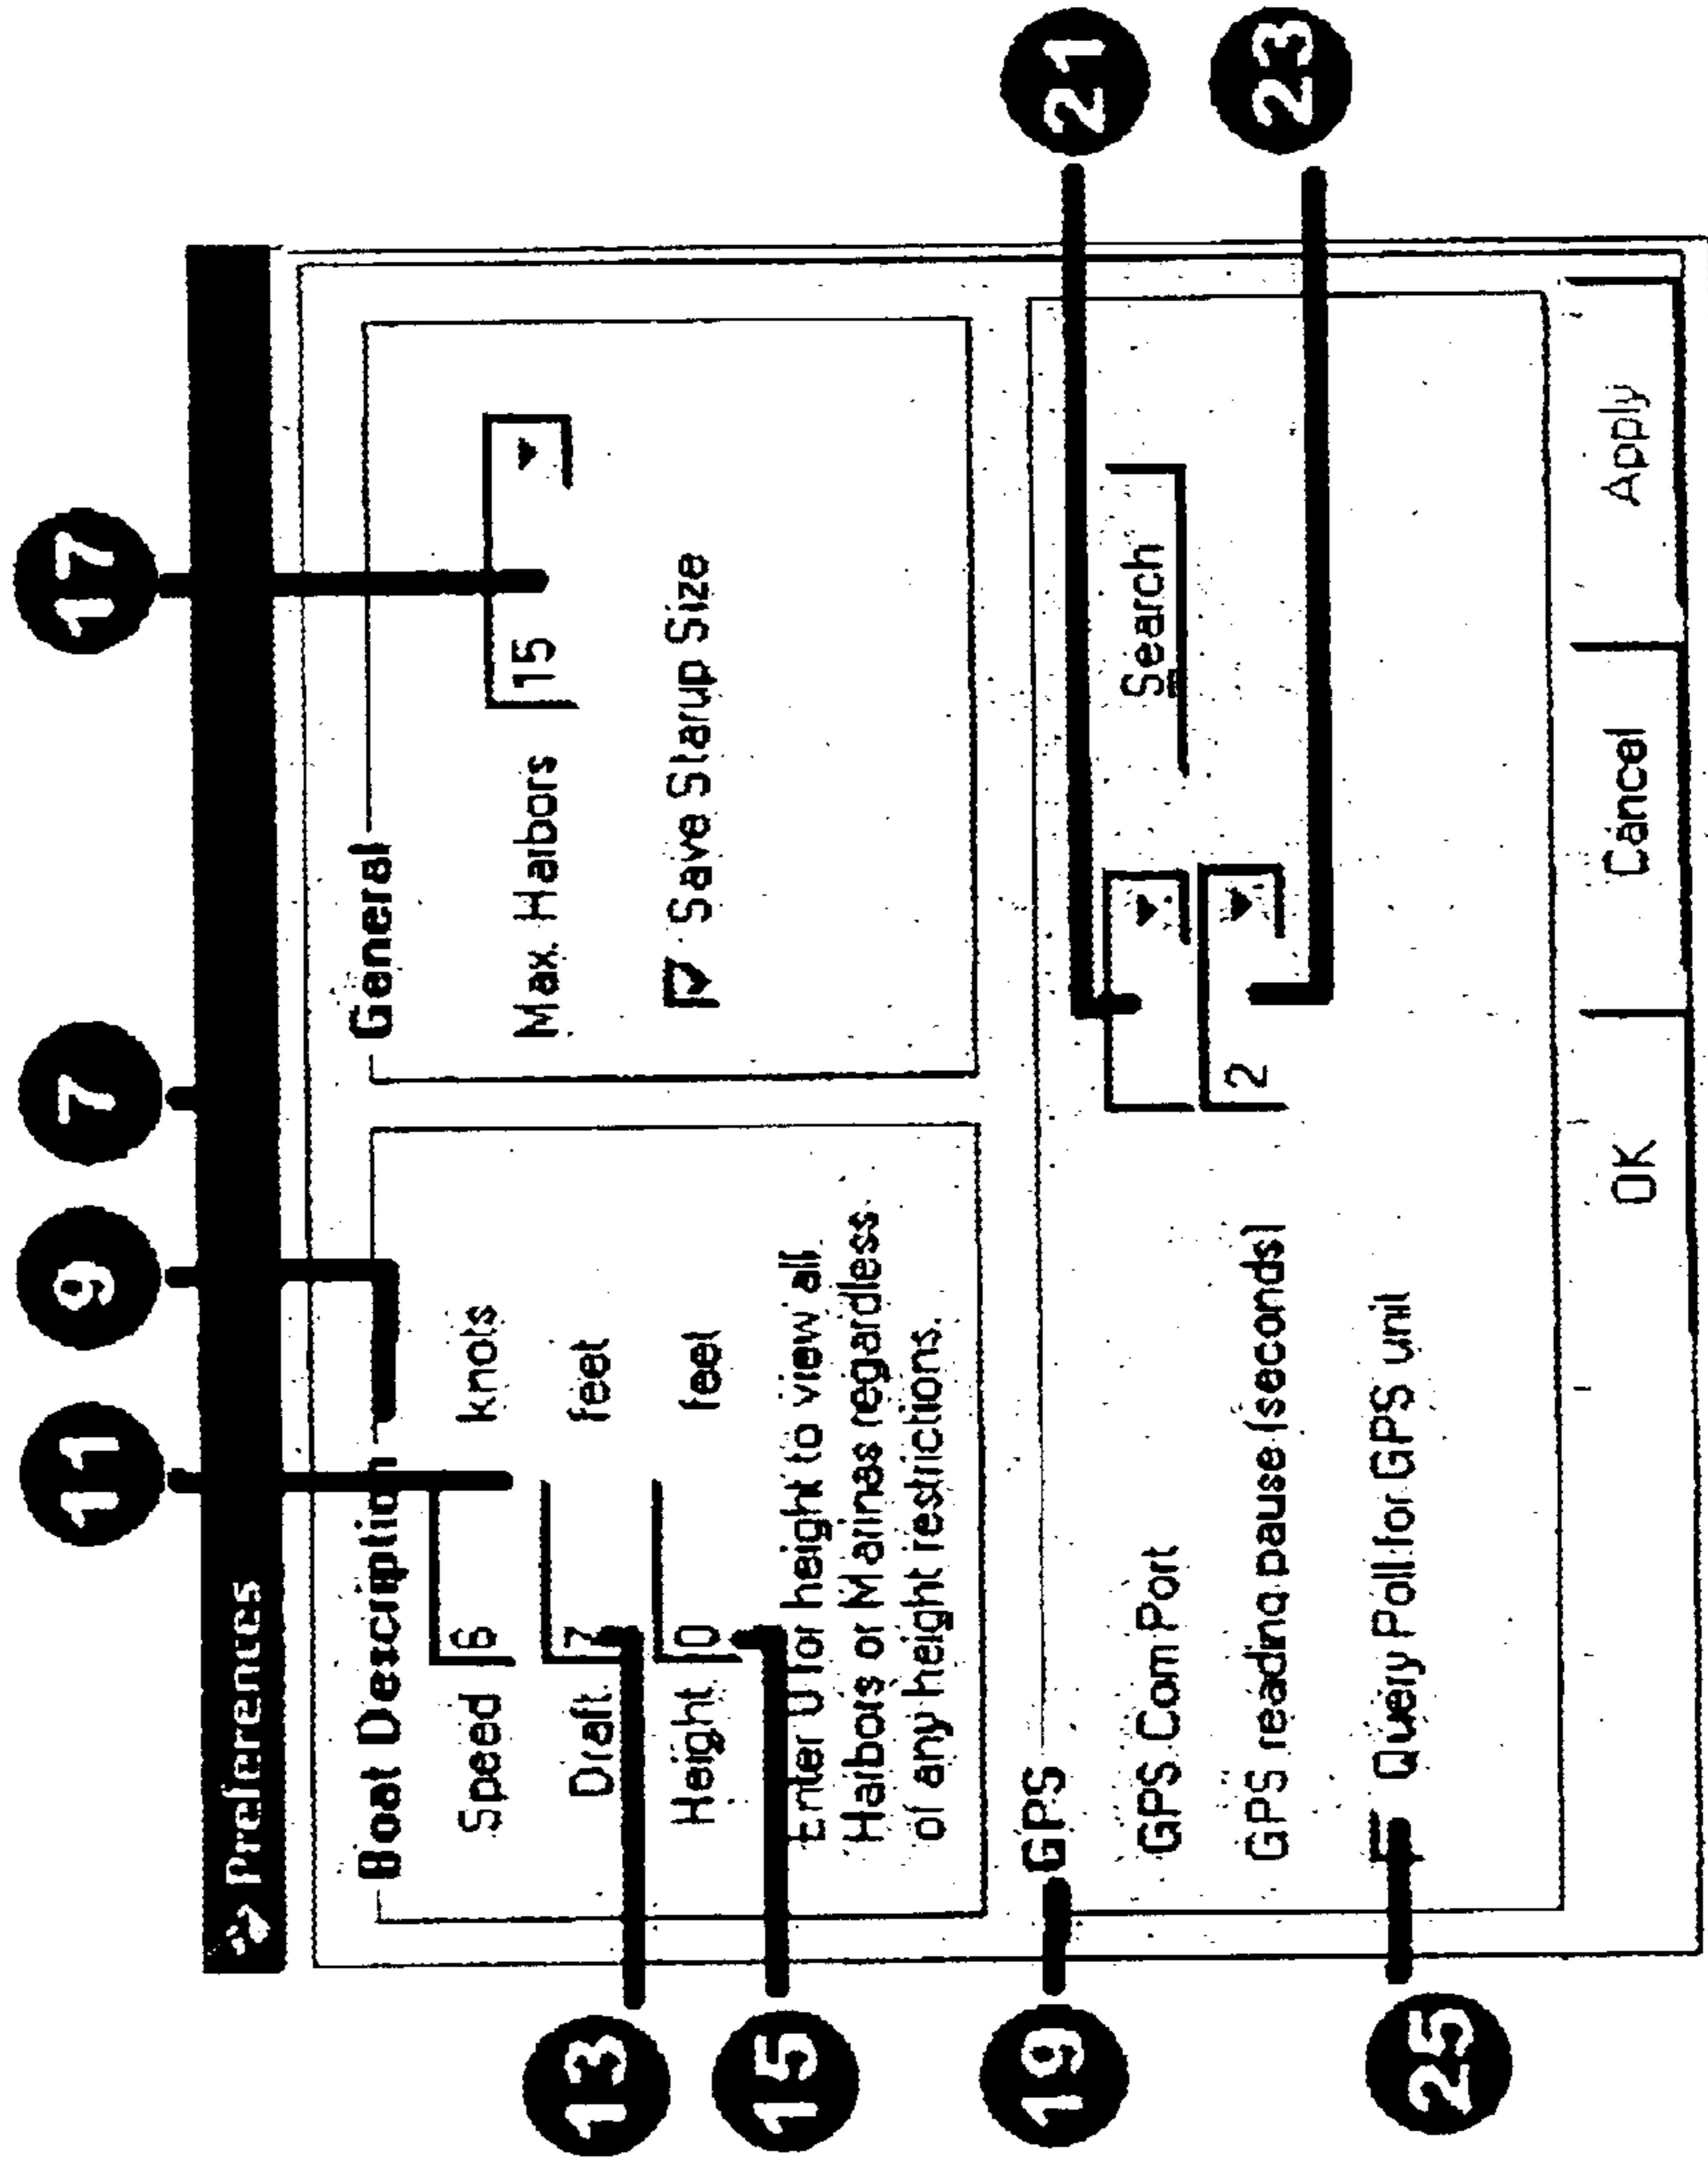 11 9 7 17
Preferences
Boat Description
Speed 6 knots
Draft 7 feet
Height 0 feet
Enter 0 for height to view all
Harbors or Marinas regardless
of any height restrictions.
General
Max. Harbors 15
Save Starup Size
GPS
GPS Com Port
Search
GPS reading pause (seconds) 2
Query Poll for GPS unit
OK Cancel Apply
13
15
19
25
21
23